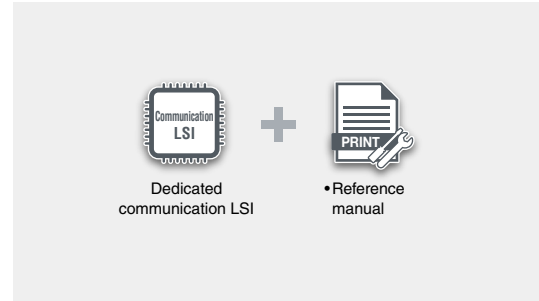 Communication
LSI
PRINT
Dedicated
communication LSI
•Reference
manual